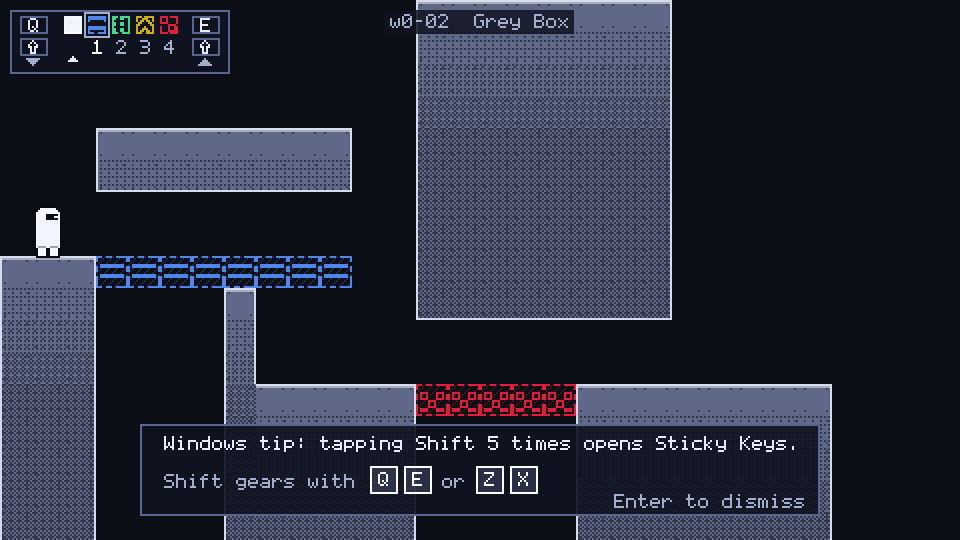 Q E
1 2 3 4
w0-02 Grey Box
Windows tip: tapping Shift 5 times opens Sticky Keys.
Shift gears with Q E or Z X
Enter to dismiss